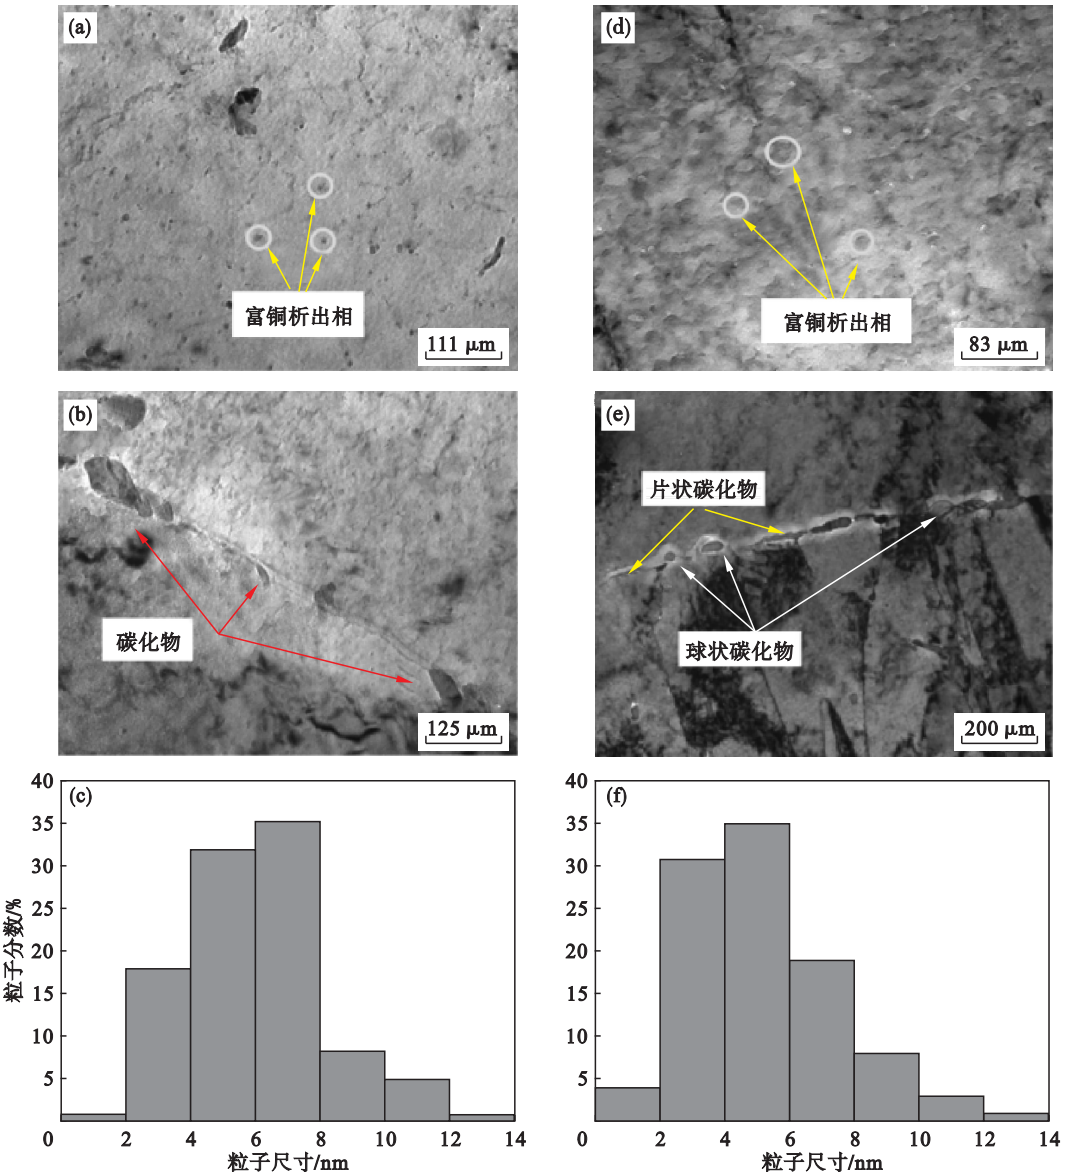 (a)
富铜析出相
111 μm
(d)
富铜析出相
83 μm
(b)
碳化物
125 μm
(e)
片状碳化物
球状碳化物
200 μm
(c)
40
35
30
25
20
15
10
5
0
2
4
6
8
10
12
14
粒子分数/%
粒子尺寸/nm
(f)
40
35
30
25
20
15
10
5
0
2
4
6
8
10
12
14
粒子尺寸/nm